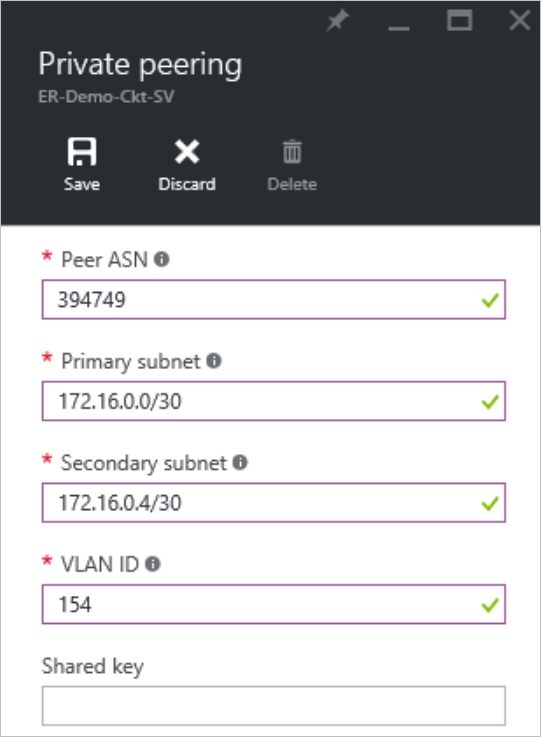 Private peering
ER-Demo-Ckt-SV
Save Discard Delete
* Peer ASN
394749
* Primary subnet
172.16.0.0/30
* Secondary subnet
172.16.0.4/30
* VLAN ID
154
Shared key